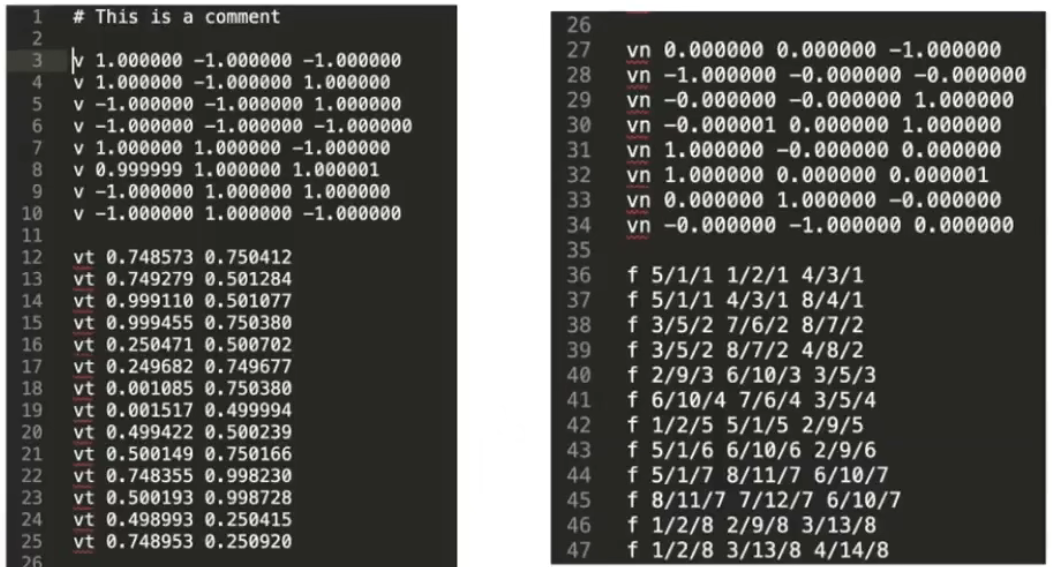 1 # This is a comment
2
3 v 1.000000 -1.000000 -1.000000
4 v 1.000000 -1.000000 1.000000
5 v -1.000000 -1.000000 1.000000
6 v -1.000000 -1.000000 -1.000000
7 v 1.000000 1.000000 -1.000000
8 v 0.999999 1.000000 1.000001
9 v -1.000000 1.000000 1.000000
10 v -1.000000 1.000000 -1.000000
11
12 vt 0.748573 0.750412
13 vt 0.749279 0.501284
14 vt 0.999110 0.501077
15 vt 0.999455 0.750380
16 vt 0.250471 0.500702
17 vt 0.249682 0.749677
18 vt 0.001085 0.750380
19 vt 0.001517 0.499994
20 vt 0.499422 0.500239
21 vt 0.500149 0.750166
22 vt 0.748355 0.998230
23 vt 0.500193 0.998728
24 vt 0.498993 0.250415
25 vt 0.748953 0.250920
26
26
27 vn 0.000000 0.000000 -1.000000
28 vn -1.000000 -0.000000 -0.000000
29 vn -0.000000 -0.000000 1.000000
30 vn -0.000001 0.000000 1.000000
31 vn 1.000000 -0.000000 0.000000
32 vn 1.000000 0.000000 0.000001
33 vn 0.000000 1.000000 -0.000000
34 vn -0.000000 -1.000000 0.000000
35
36 f 5/1/1 1/2/1 4/3/1
37 f 5/1/1 4/3/1 8/4/1
38 f 3/5/2 7/6/2 8/7/2
39 f 3/5/2 8/7/2 4/8/2
40 f 2/9/3 6/10/3 3/5/3
41 f 6/10/4 7/6/4 3/5/4
42 f 1/2/5 5/1/5 2/9/5
43 f 5/1/6 6/10/6 2/9/6
44 f 5/1/7 8/11/7 6/10/7
45 f 8/11/7 7/12/7 6/10/7
46 f 1/2/8 2/9/8 3/13/8
47 f 1/2/8 3/13/8 4/14/8